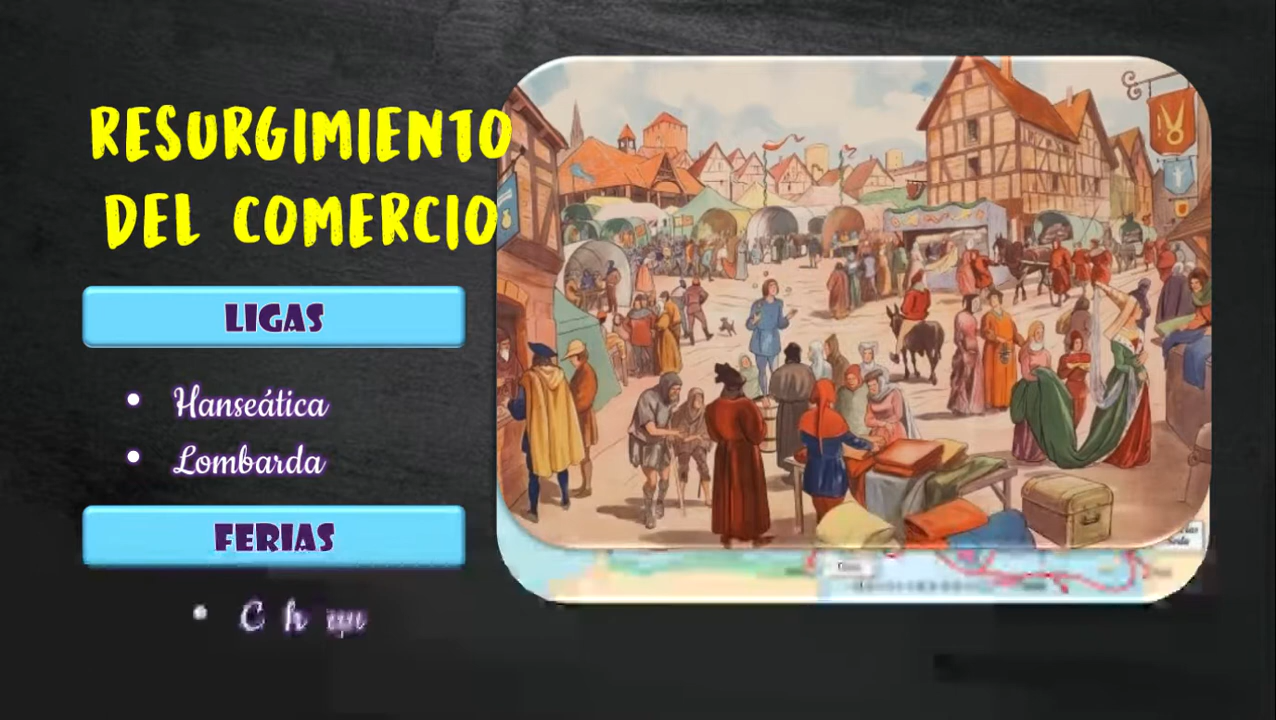 RESURGIMIENTO
DEL COMERCIO
LIGAS
• Hanseática
• Lombarda
FERIAS